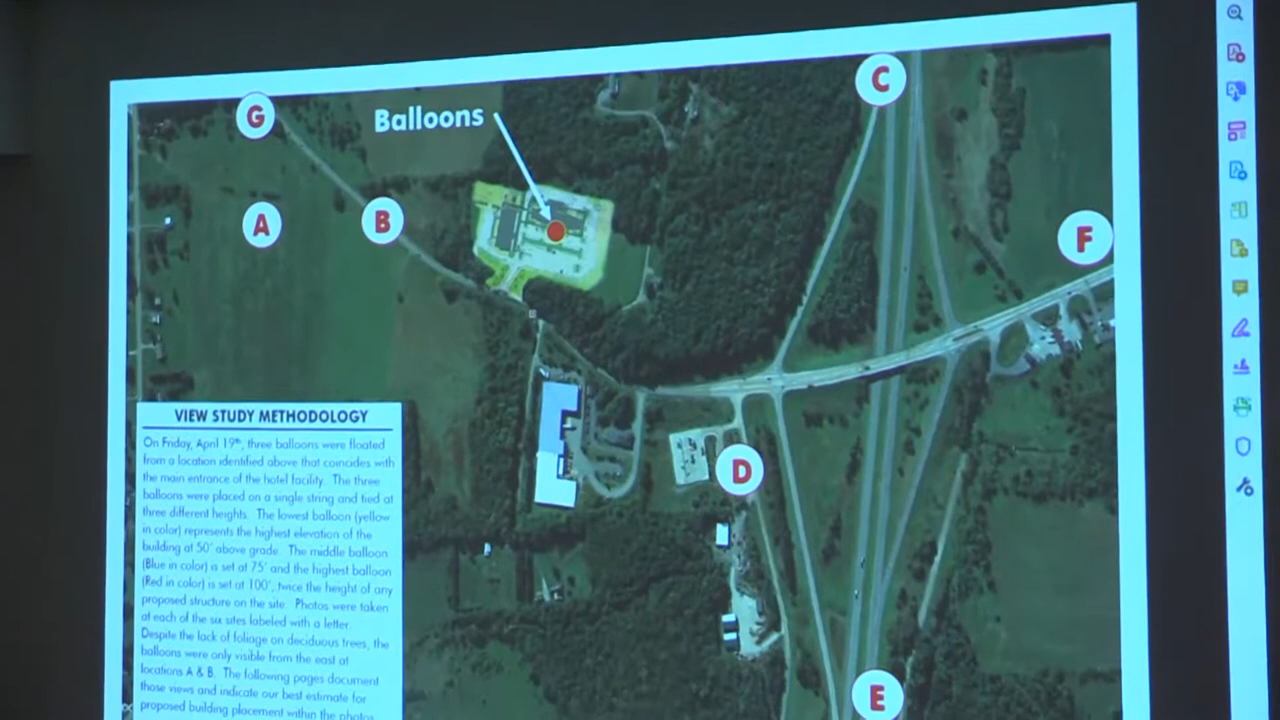 C
G
Balloons
A
B
F
VIEW STUDY METHODOLOGY
On Friday, April 19th, three balloons were floated
from a location identified above that coincides with
the main entrance of the hotel facility. The three
balloons were placed on a single string and tied at
three different heights. The lowest balloon (yellow
in color) represents the highest elevation of the
building at 50' above grade. The middle balloon
(Blue in color) is set at 75' and the highest balloon
(Red in color) is set at 100', twice the height of any
proposed structure on the site. Photos were taken
at each of the six sites labeled with a letter.
Despite the lack of foliage on deciduous trees, the
balloons were only visible from the east at
locations A & B. The following pages document
those views and indicate our best estimate for
proposed building placement within the photos
D
E